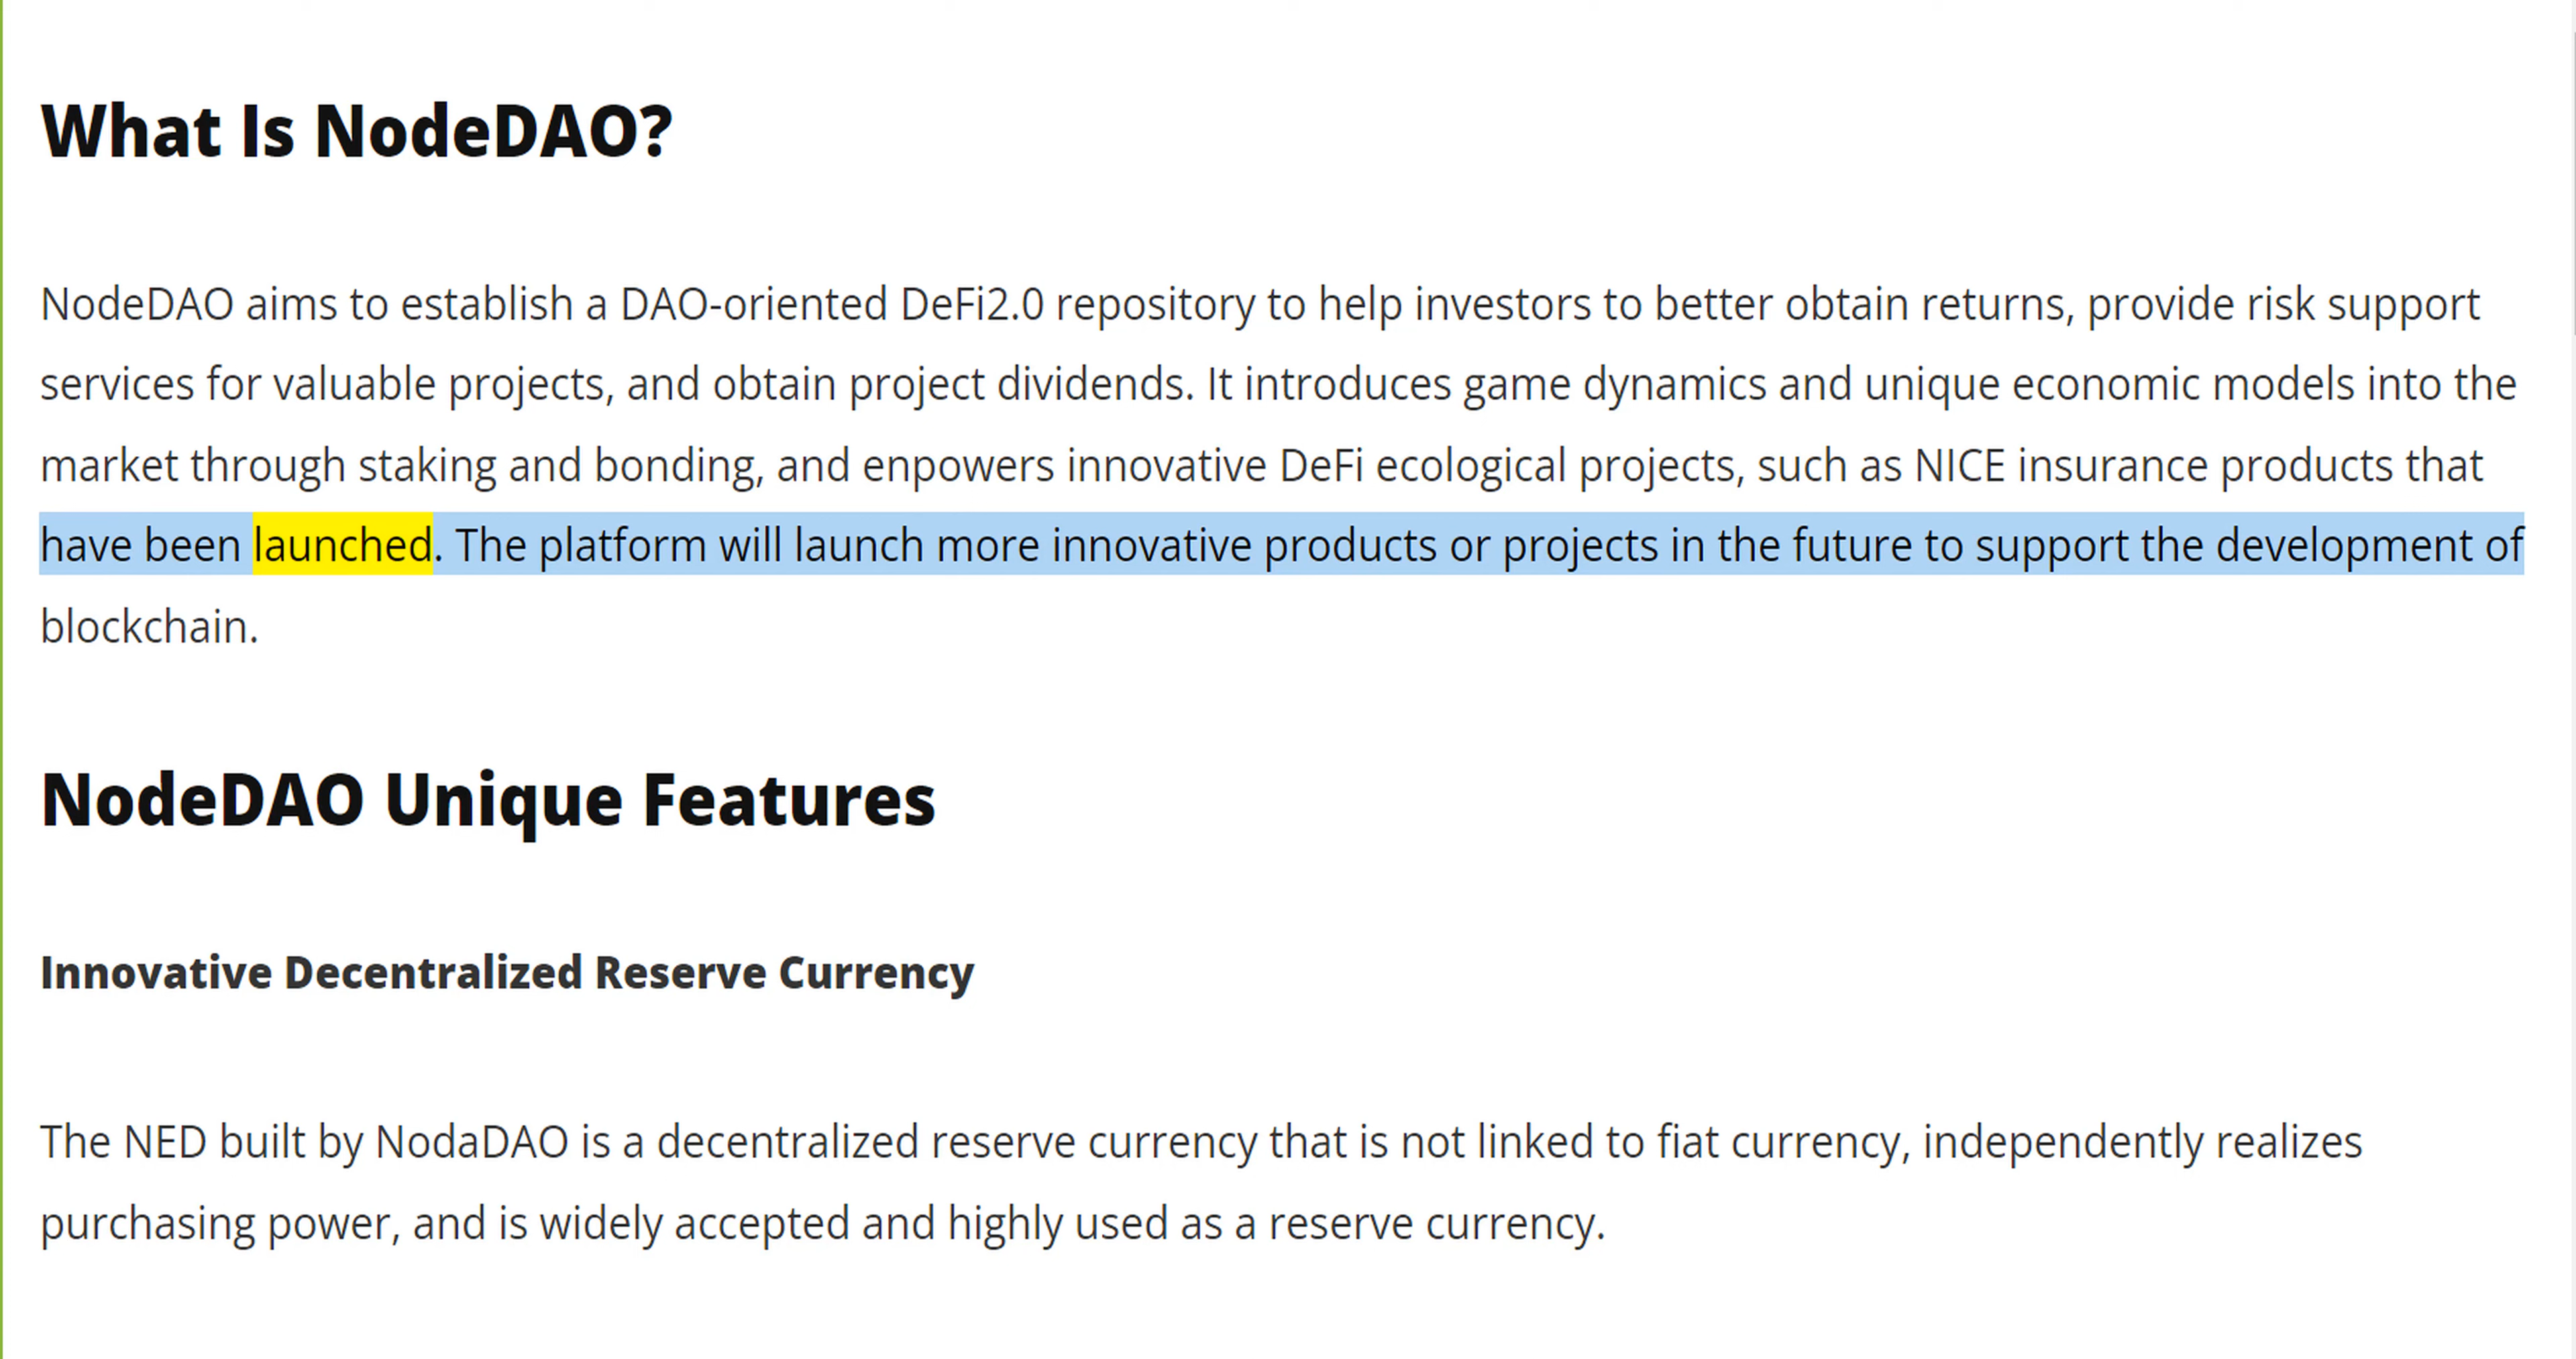 What Is NodeDAO?
NodeDAO aims to establish a DAO-oriented DeFi2.0 repository to help investors to better obtain returns, provide risk support
services for valuable projects, and obtain project dividends. It introduces game dynamics and unique economic models into the
market through staking and bonding, and enpowers innovative DeFi ecological projects, such as NICE insurance products that
have been launched. The platform will launch more innovative products or projects in the future to support the development of
blockchain.
NodeDAO Unique Features
Innovative Decentralized Reserve Currency
The NED built by NodaDAO is a decentralized reserve currency that is not linked to fiat currency, independently realizes
purchasing power, and is widely accepted and highly used as a reserve currency.